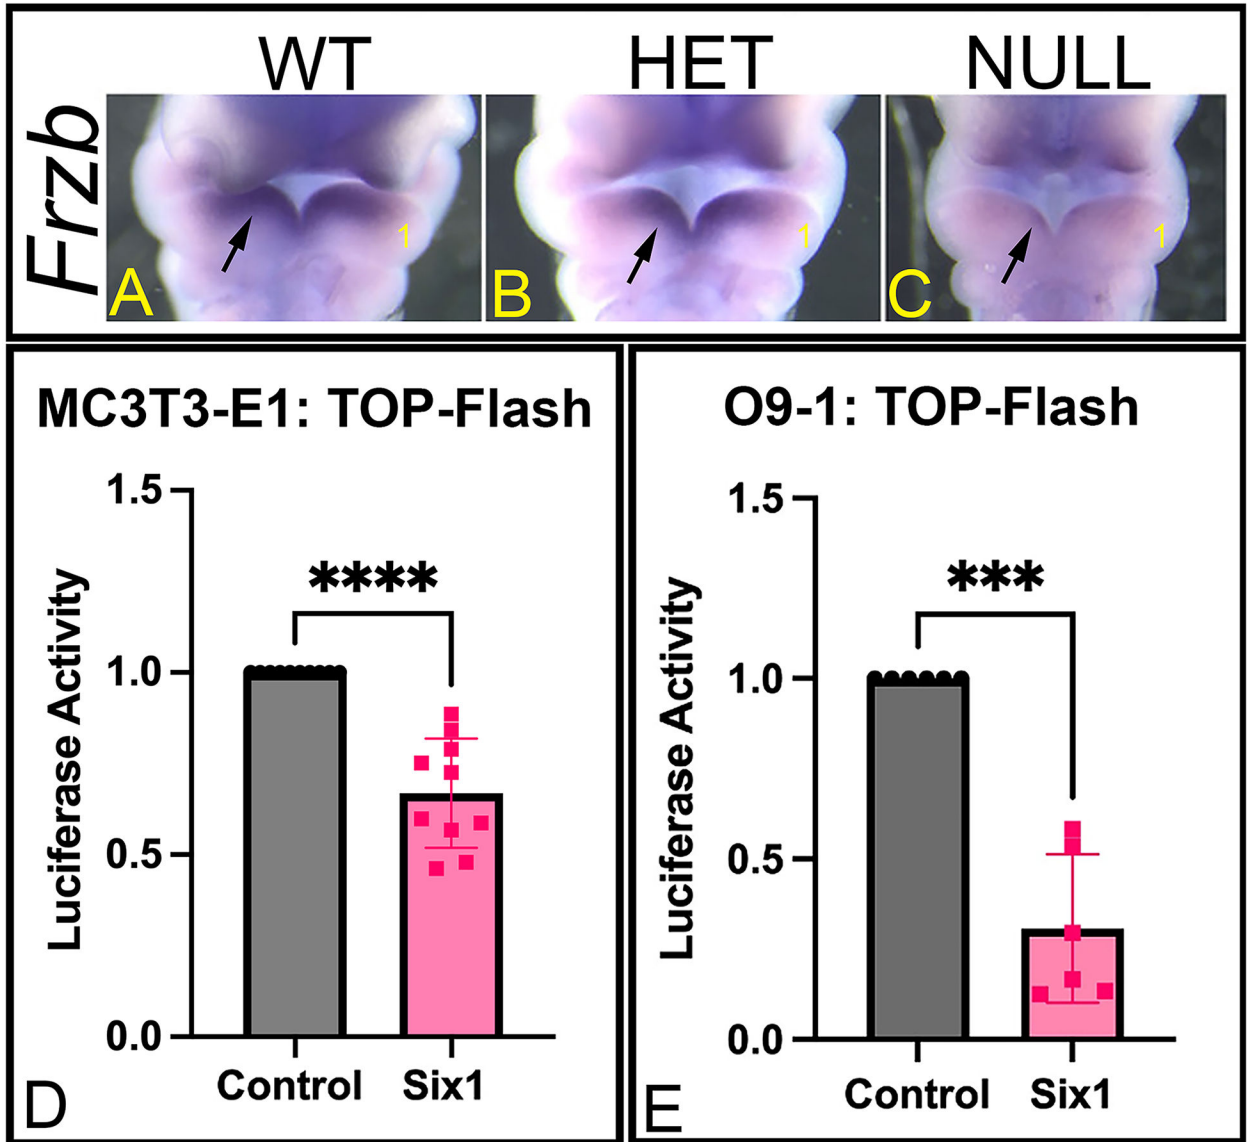 WT HET NULL
Frzb
1 1 1
A B C
MC3T3-E1: TOP-Flash
1.5
****
1.0
Luciferase Activity
0.5
0.0
Control Six1
D
O9-1: TOP-Flash
1.5
***
1.0
Luciferase Activity
0.5
0.0
Control Six1
E